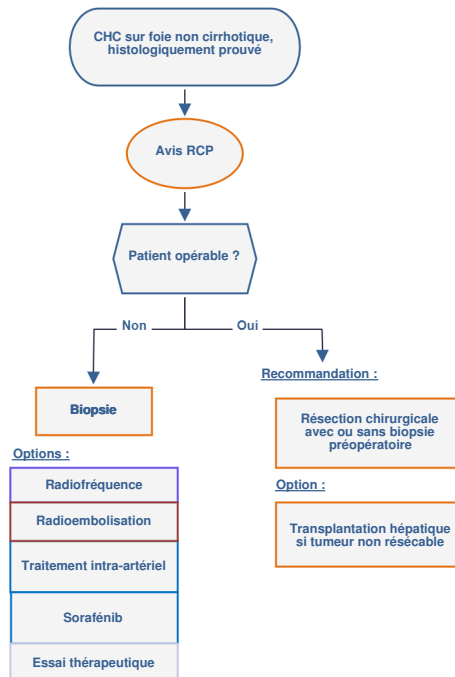 CHC sur foie non cirrhotique,
histologiquement prouvé
Avis RCP
Patient opérable ?
Non
Oui
Biopsie
Options :
Radiofréquence
Radioembolisation
Traitement intra-artériel
Sorafénib
Essai thérapeutique
Recommandation :
Résection chirurgicale
avec ou sans biopsie
préopératoire
Option :
Transplantation hépatique
si tumeur non résécable